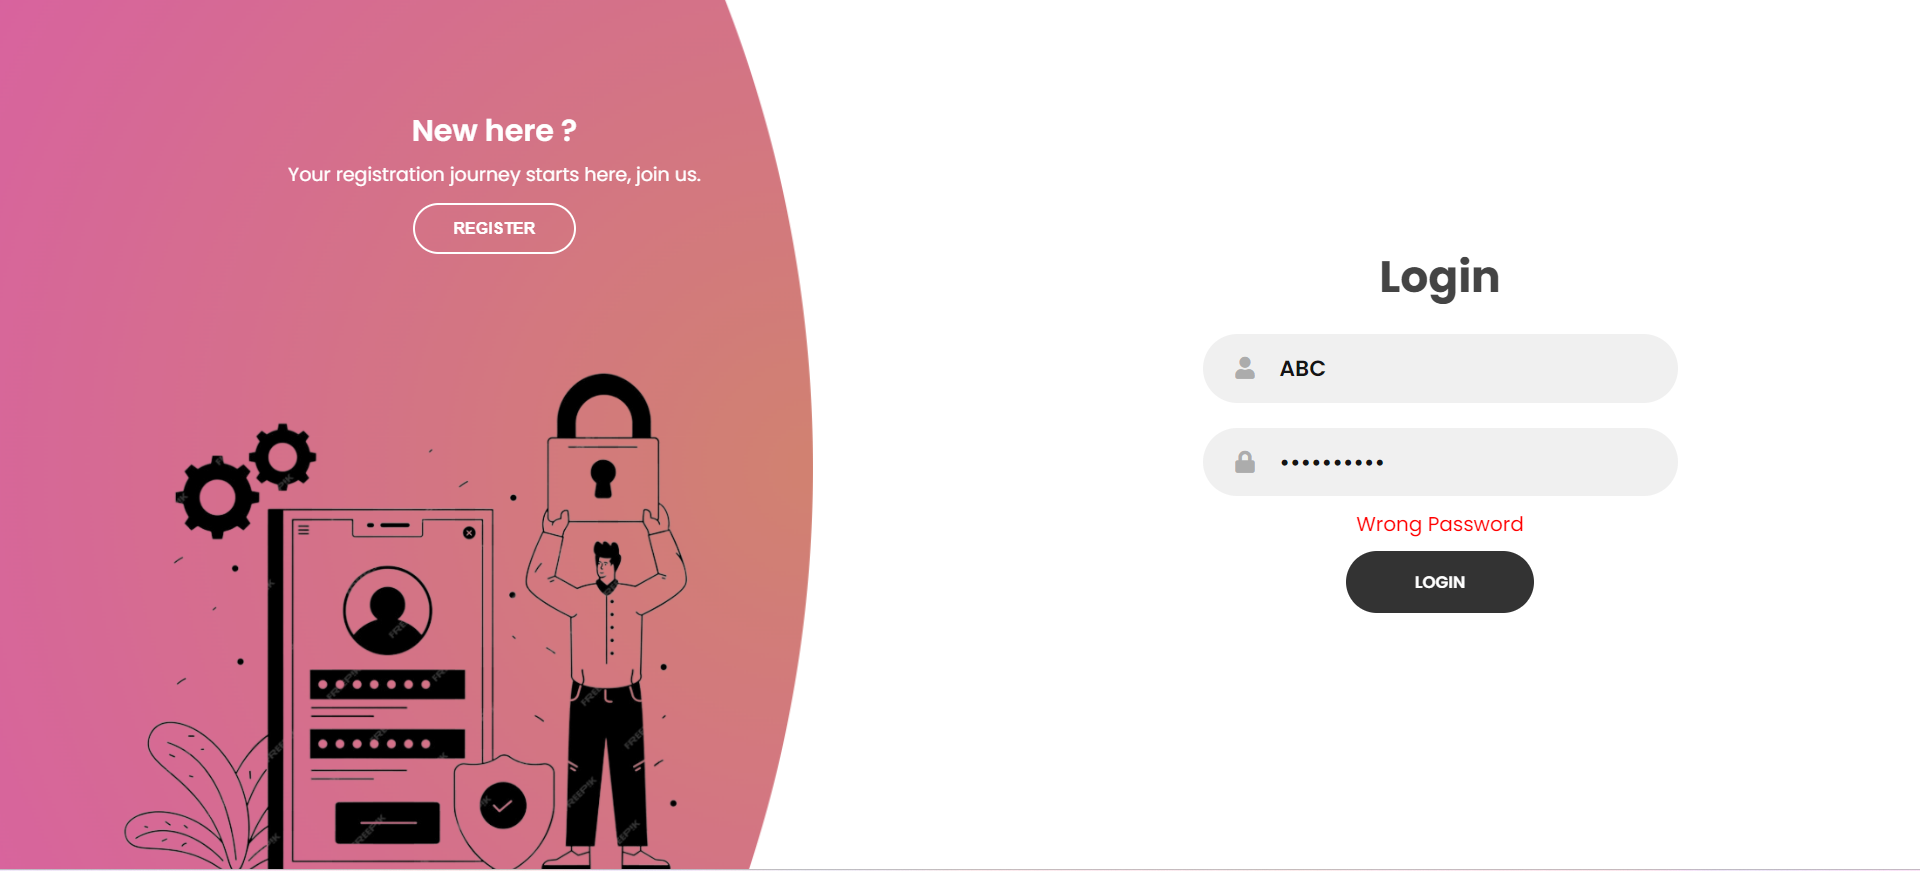 New here ?
Your registration journey starts here, join us.
REGISTER
Login
ABC
••••••••••
Wrong Password
LOGIN